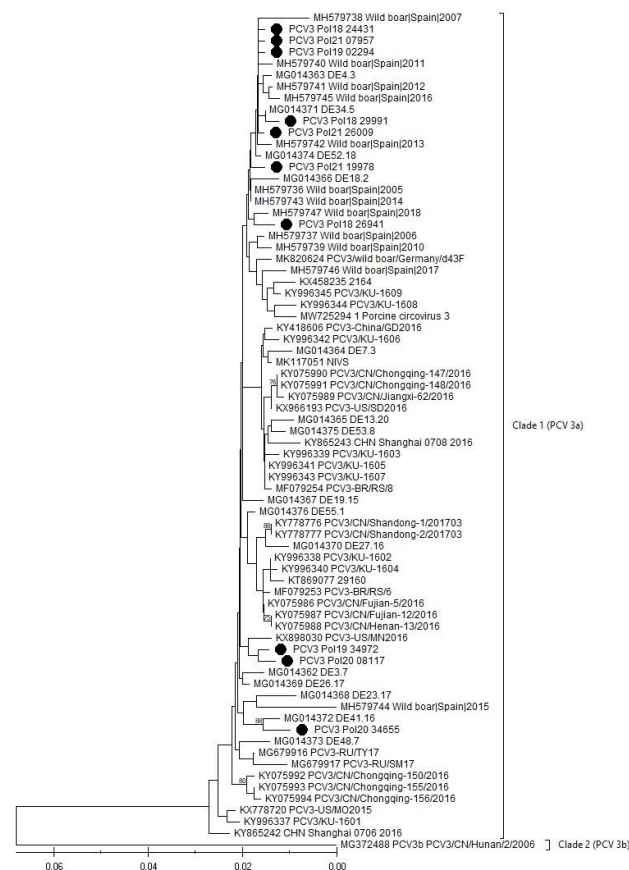 MH579738 Wild boar|Spain|2007
PCV3 Pol18 24431
PCV3 Pol21 07957
PCV3 Pol19 02294
MH579740 Wild boar|Spain|2011
MG014363 DE4.3
MH579741 Wild boar|Spain|2012
MH579745 Wild boar|Spain|2016
MG014371 DE34.5
PCV3 Pol18 29991
PCV3 Pol21 26009
MH579742 Wild boar|Spain|2013
MG014374 DE52.18
PCV3 Pol21 19978
MG014366 DE18.2
MH579736 Wild boar|Spain|2005
MH579743 Wild boar|Spain|2014
MH579747 Wild boar|Spain|2018
PCV3 Pol18 26941
MH579737 Wild boar|Spain|2006
MH579739 Wild boar|Spain|2010
MK820624 PCV3/wild boar/Germany/d43F
MH579746 Wild boar|Spain|2017
KX458235 2164
KY996345 PCV3/KU-1609
KY996344 PCV3/KU-1608
MW725294 1 Porcine circovirus 3
KY418606 PCV3-China/GD2016
KY996342 PCV3/KU-1606
MG014364 DE7.3
MK117051 NIVS
KY075990 PCV3/CN/Chongqing-147/2016
KY075991 PCV3/CN/Chongqing-148/2016
KY075989 PCV3/CN/Jiangxi-62/2016
KX966193 PCV3-US/SD2016
MG014365 DE13.20
MG014375 DE53.8
Clade 1 (PCV 3a)
KY865243 CHN Shanghai 0708 2016
KY996339 PCV3/KU-1603
KY996341 PCV3/KU-1605
KY996343 PCV3/KU-1607
MF079254 PCV3-BR/RS/8
MG014367 DE19.15
MG014376 DE55.1
88
KY778776 PCV3/CN/Shandong-1/201703
KY778777 PCV3/CN/Shandong-2/201703
MG014370 DE27.16
KY996338 PCV3/KU-1602
KY996340 PCV3/KU-1604
KT869077 29160
MF079253 PCV3-BR/RS/6
KY075986 PCV3/CN/Fujian-5/2016
KY075987 PCV3/CN/Fujian-12/2016
KY075988 PCV3/CN/Henan-13/2016
KX898030 PCV3-US/MN2016
PCV3 Pol19 34972
PCV3 Pol20 08117
MG014362 DE3.7
MG014369 DE26.17
MG014368 DE23.17
MH579744 Wild boar|Spain|2015
88
MG014372 DE41.16
PCV3 Pol20 34655
MG014373 DE48.7
MG679916 PCV3-RU/TY17
MG679917 PCV3-RU/SM17
KY075992 PCV3/CN/Chongqing-150/2016
KY075993 PCV3/CN/Chongqing-155/2016
KY075994 PCV3/CN/Chongqing-156/2016
KX778720 PCV3-US/MO2015
KY996337 PCV3/KU-1601
KY865242 CHN Shanghai 0706 2016
MG372488 PCV3b PCV3/CN/Hunan/2/2006
Clade 2 (PCV 3b)
0.06 0.04 0.02 0.00